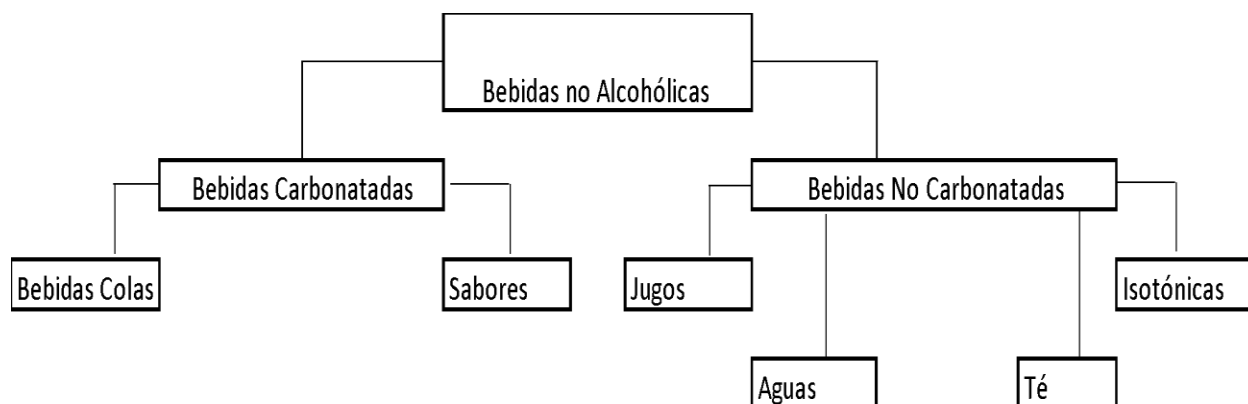 Bebidas no Alcohólicas
Bebidas Carbonatadas
Bebidas No Carbonatadas
Bebidas Colas
Sabores
Jugos
Isotónicas
Aguas
Té